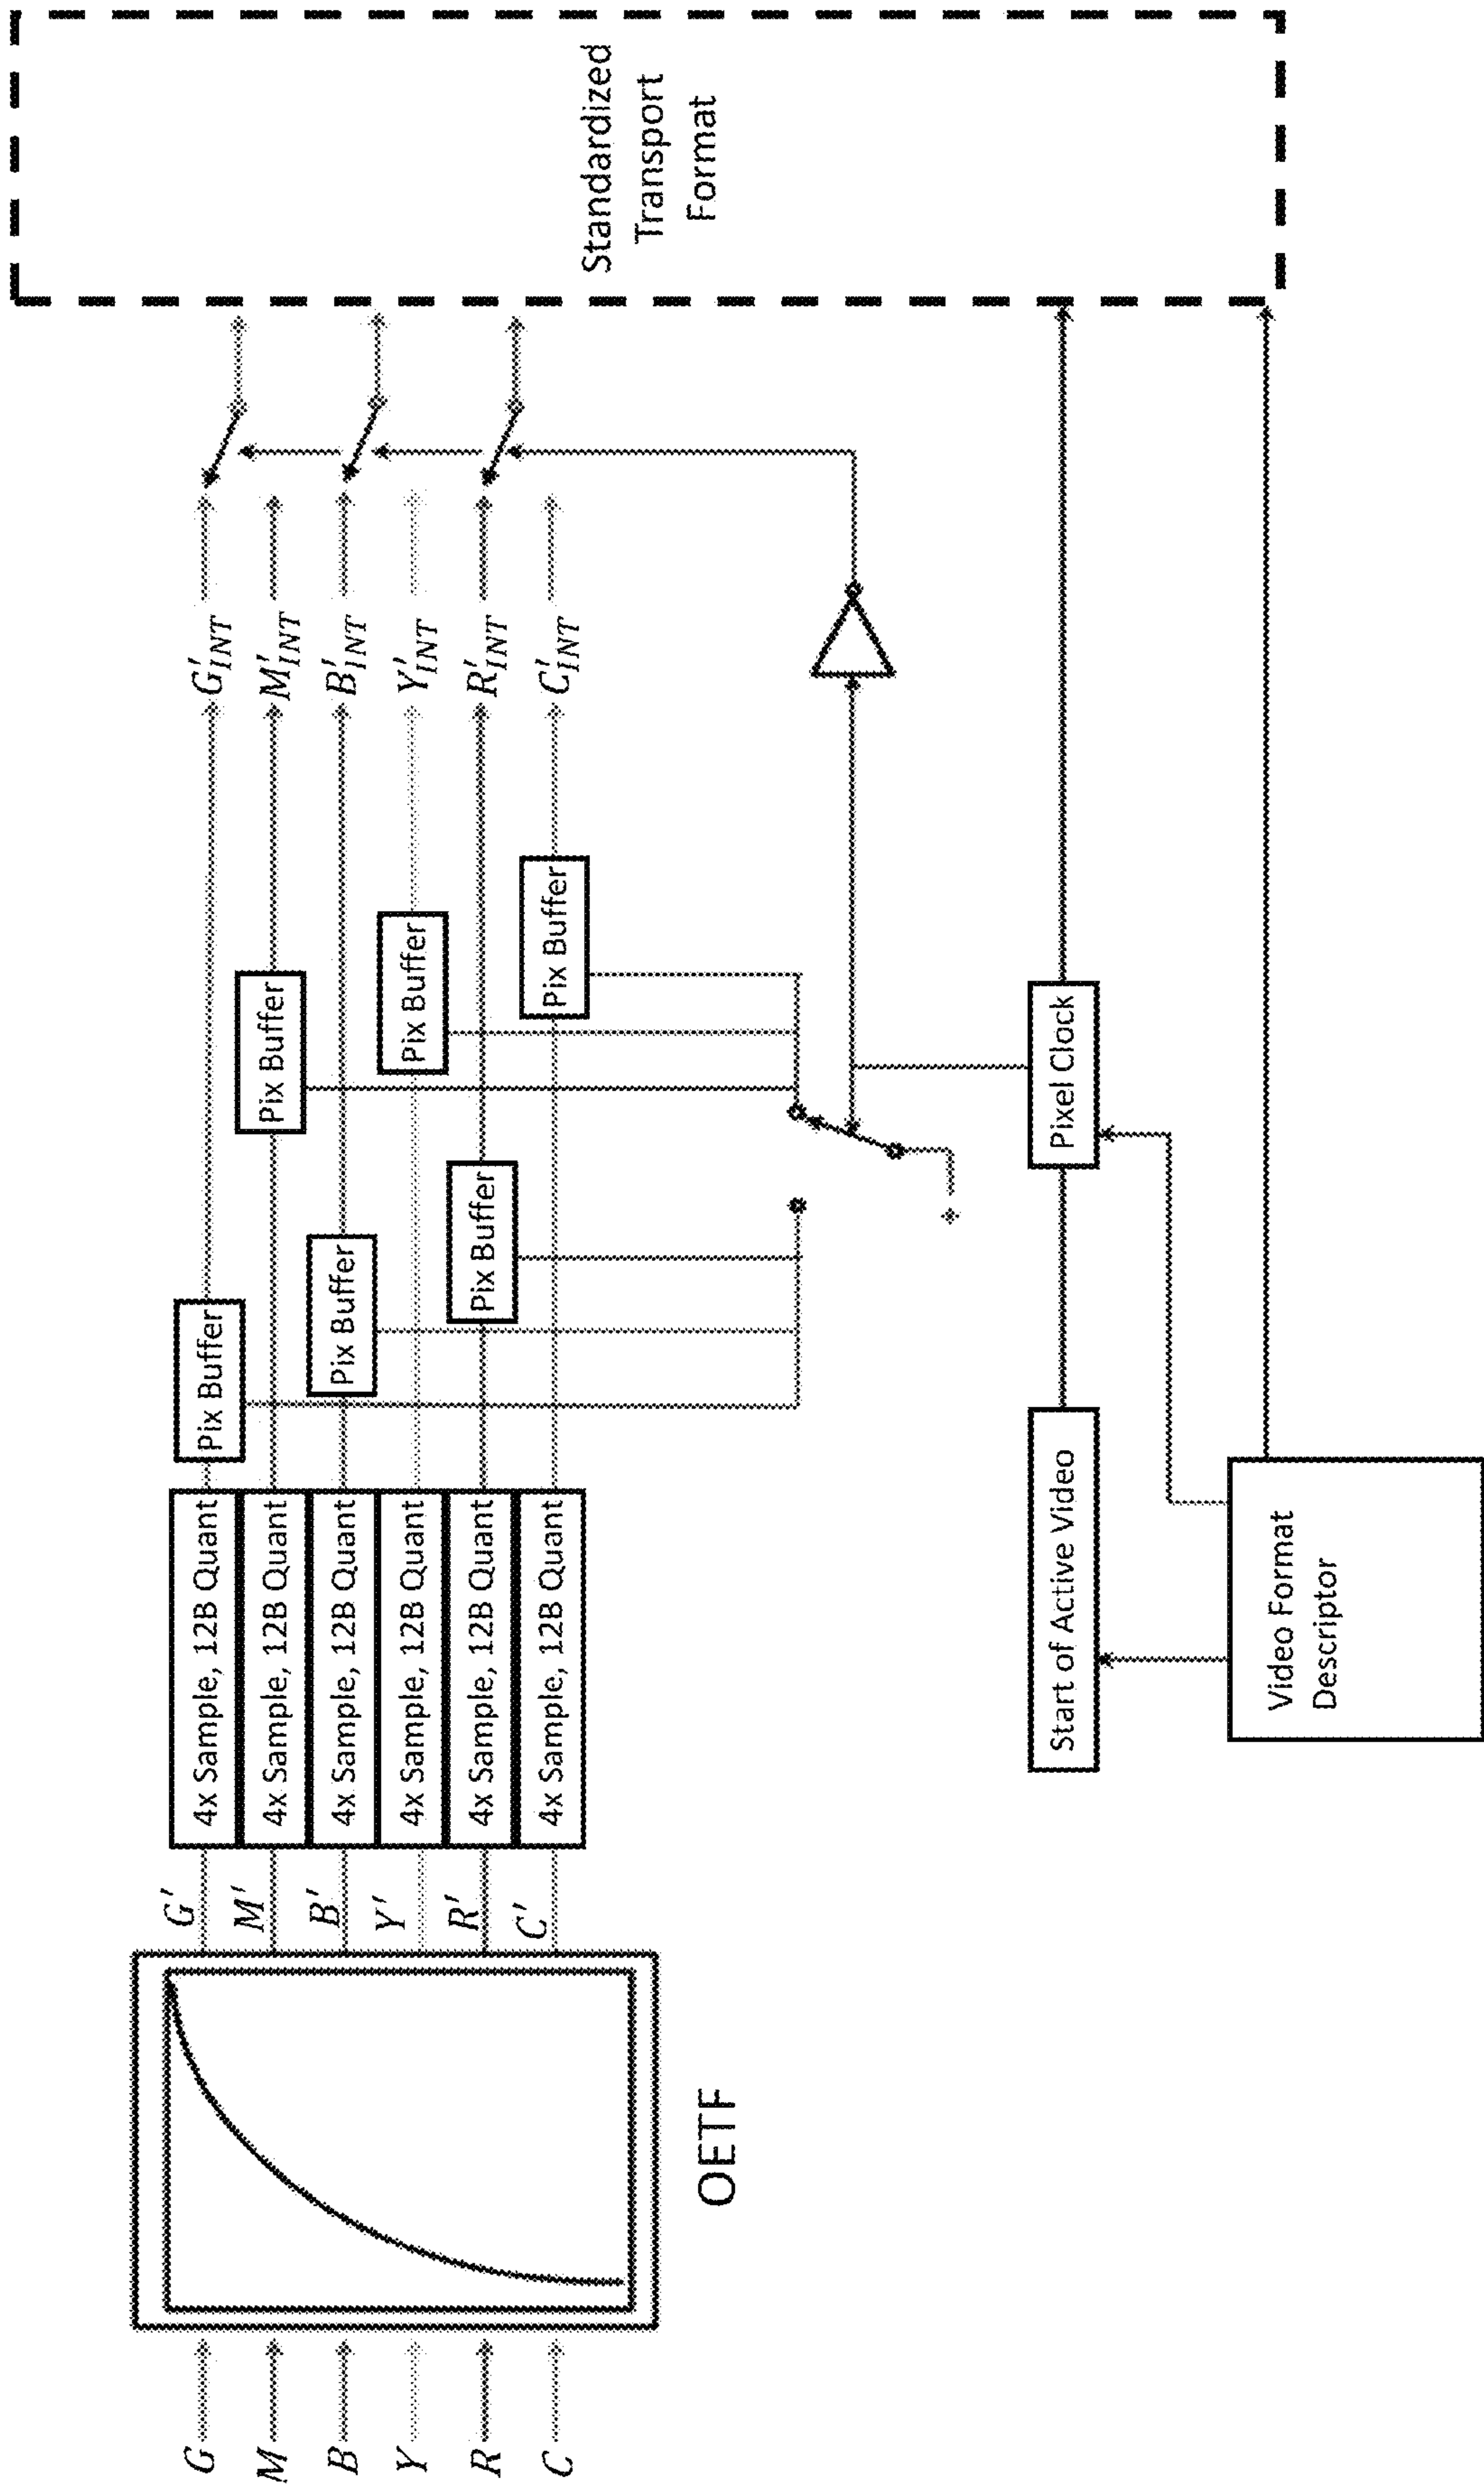 G
M
B
Y
R
C
OETF
G'
M'
B'
Y'
R'
C'
4x Sample, 12B Quant
4x Sample, 12B Quant
4x Sample, 12B Quant
4x Sample, 12B Quant
4x Sample, 12B Quant
4x Sample, 12B Quant
Pix Buffer
Pix Buffer
Pix Buffer
Pix Buffer
Pix Buffer
Pix Buffer
G'INT
M'INT
B'INT
Y'INT
R'INT
C'INT
Standardized
Transport
Format
Start of Active Video
Pixel Clock
Video Format
Descriptor